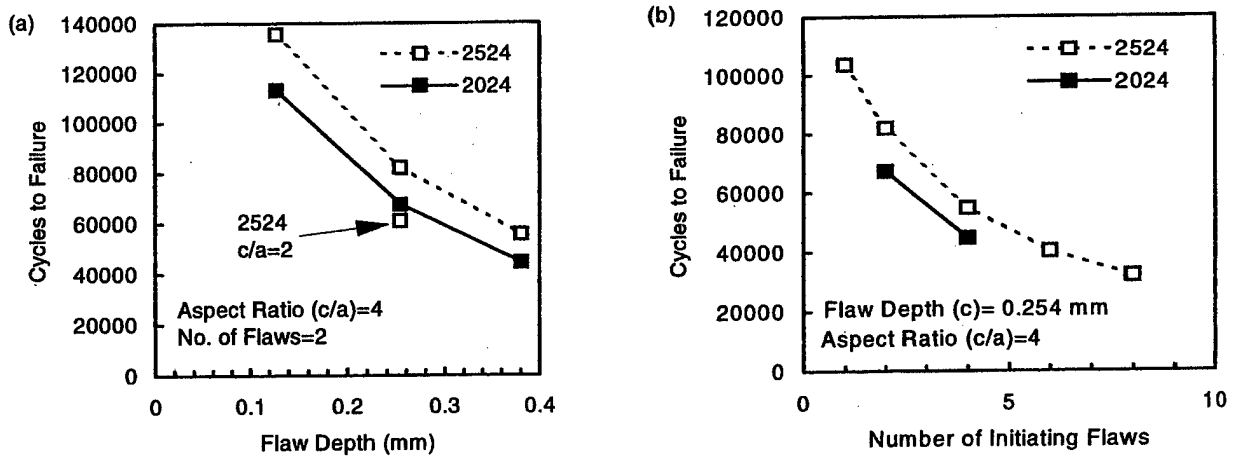 (a)
Cycles to Failure
140000
120000
100000
80000
60000
40000
20000
0
2524
2024
2524
c/a=2
Aspect Ratio (c/a)=4
No. of Flaws=2
0 0.1 0.2 0.3 0.4
Flaw Depth (mm)
(b)
Cycles to Failure
120000
100000
80000
60000
40000
20000
0
2524
2024
Flaw Depth (c)= 0.254 mm
Aspect Ratio (c/a)=4
0 5 10
Number of Initiating Flaws